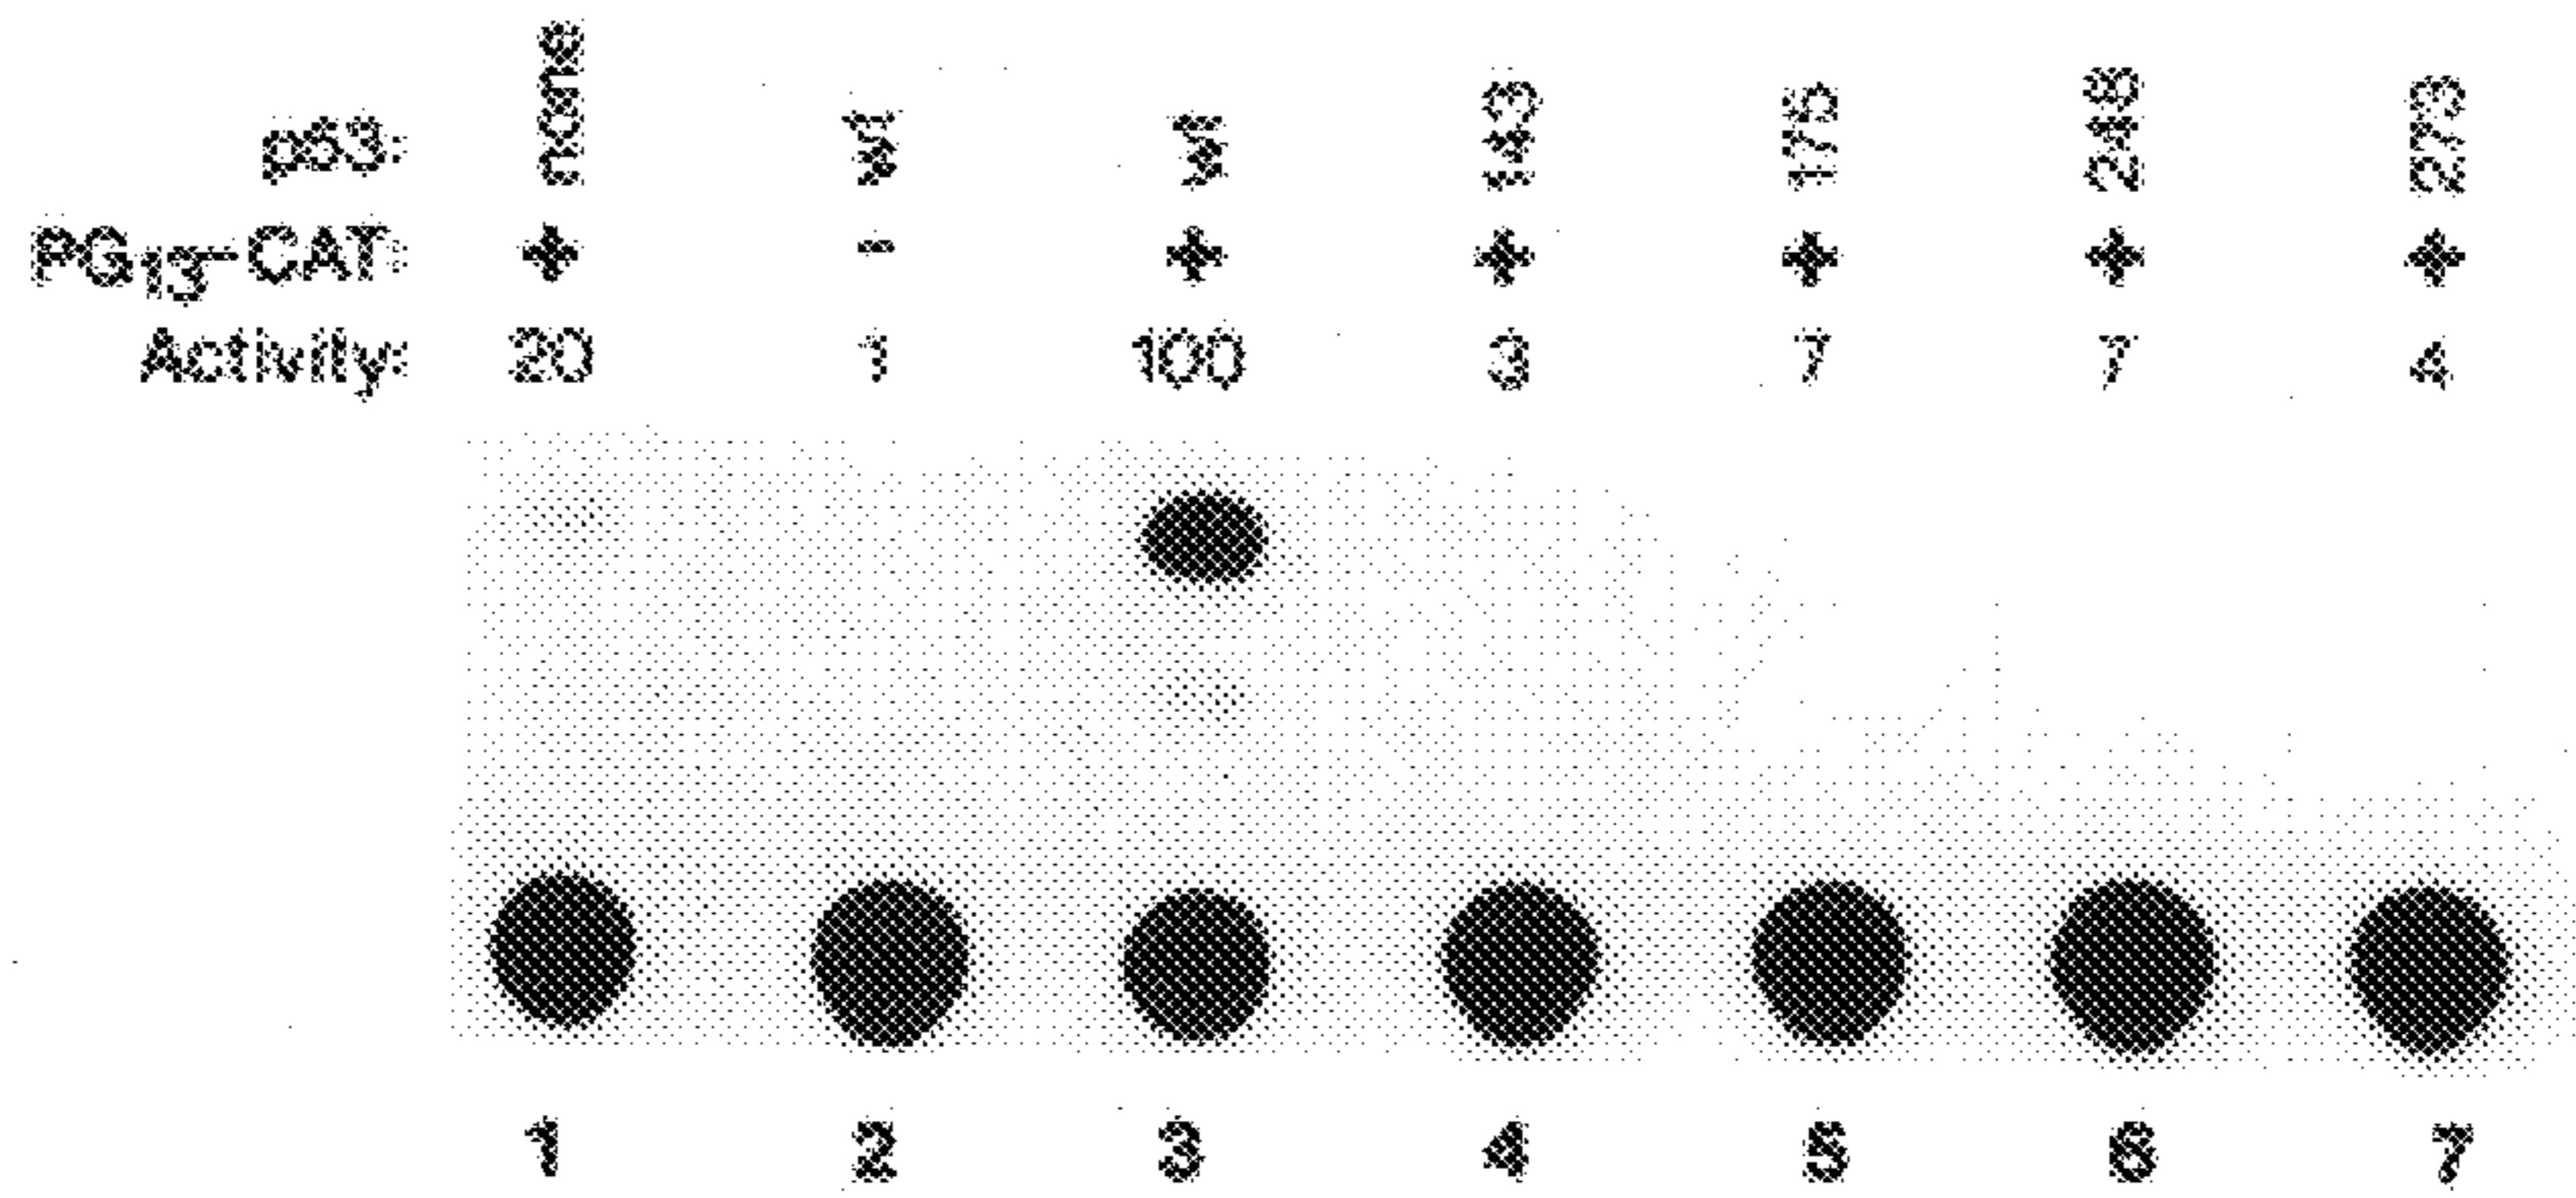 p53: none wt wt 143 175 248 273
PG13-CAT: + - + + + + +
Activity: 20 1 100 3 7 7 4
1 2 3 4 5 6 7